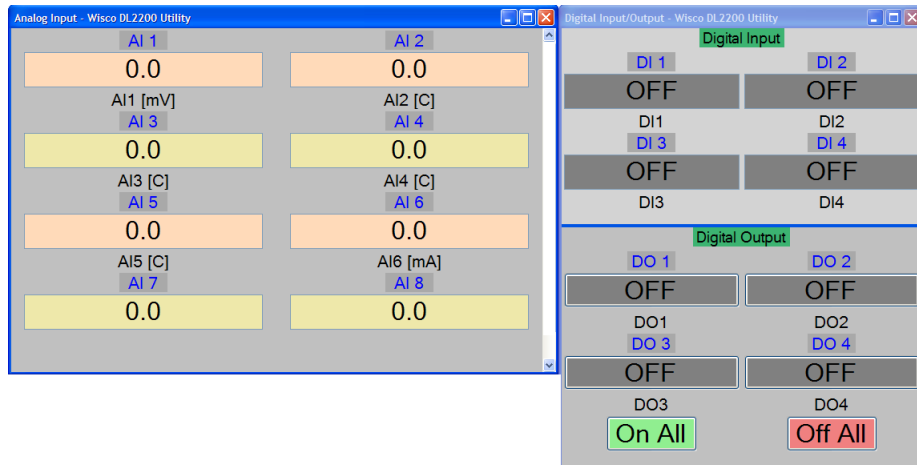 Analog Input - Wisco DL2200 Utility
AI 1 AI 2
0.0 0.0
AI1 [mV] AI2 [C]
AI 3 AI 4
0.0 0.0
AI3 [C] AI4 [C]
AI 5 AI 6
0.0 0.0
AI5 [C] AI6 [mA]
AI 7 AI 8
0.0 0.0
Digital Input/Output - Wisco DL2200 Utility
Digital Input
DI 1 DI 2
OFF OFF
DI1 DI2
DI 3 DI 4
OFF OFF
DI3 DI4
Digital Output
DO 1 DO 2
OFF OFF
DO1 DO2
DO 3 DO 4
OFF OFF
DO3 DO4
On All Off All